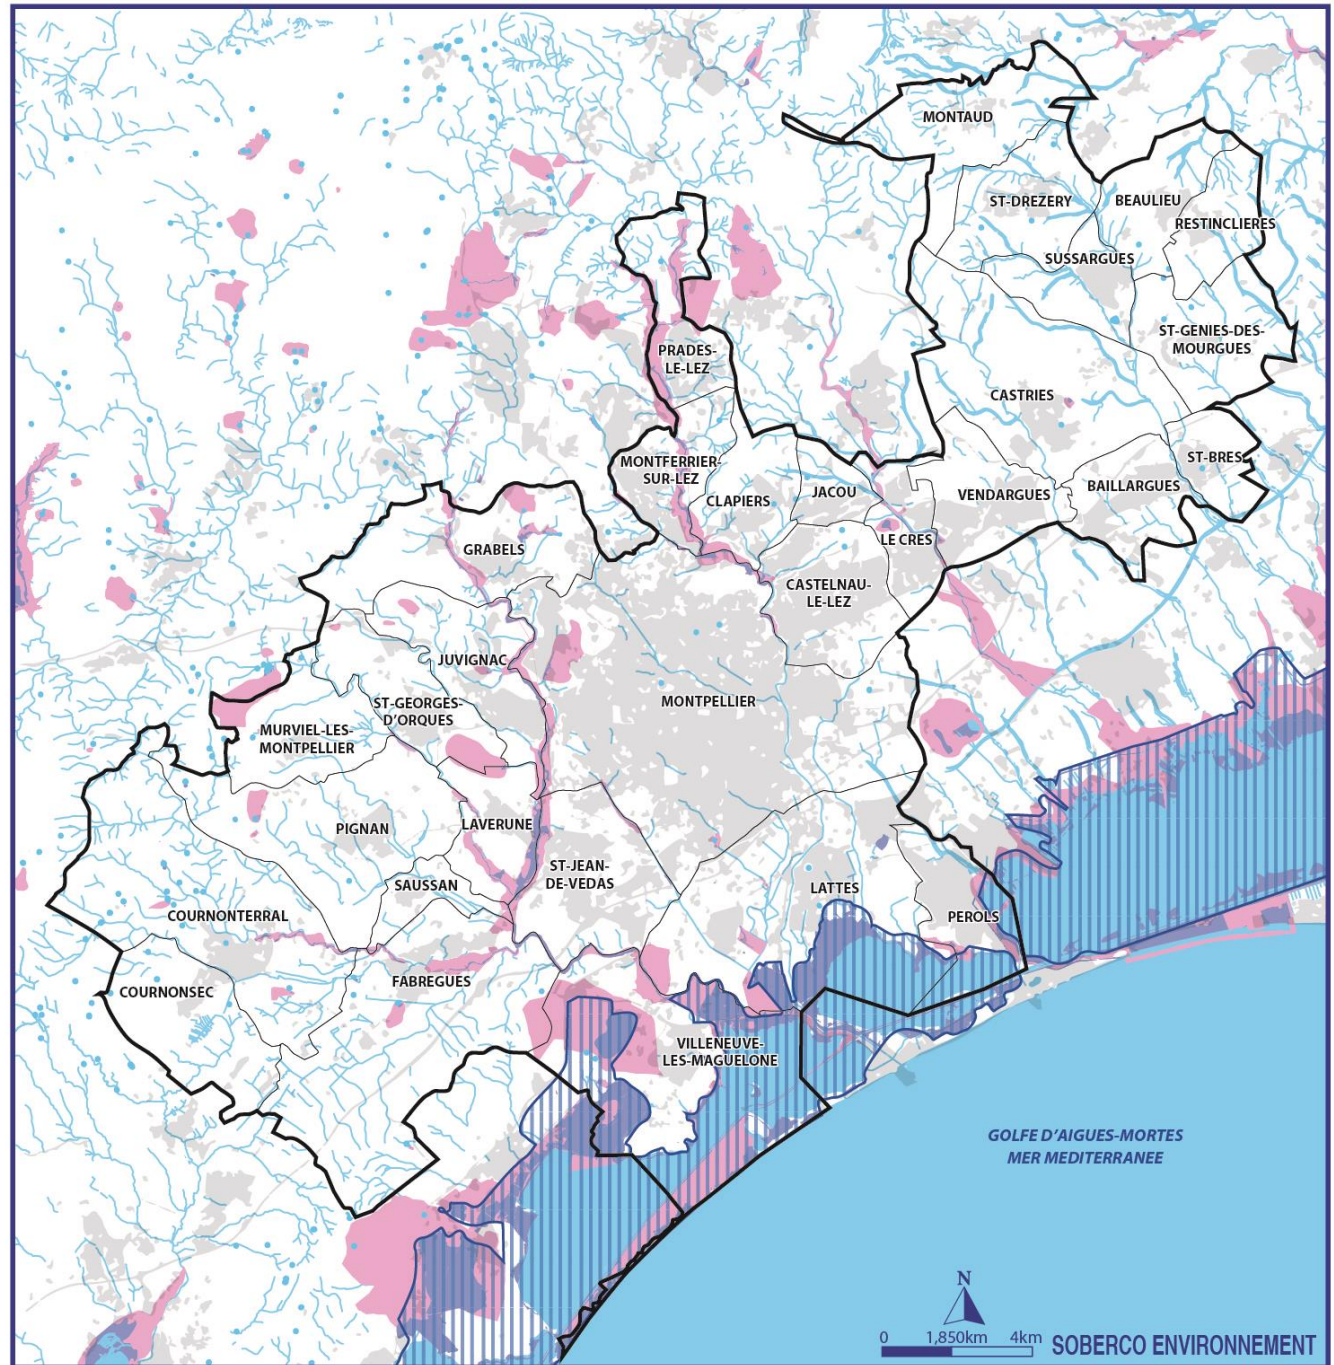 MONTAUD
ST-DREZERY
BEAULIEU
RESTINCLIERES
SUSSARGUES
ST-GENIES-DES-
MOURGUES
PRADES-
LE-LEZ
CASTRIES
MONTFERRIER-
SUR-LEZ
CLAPIERS
JACOU
VENDARGUES
BAILLARGUES
ST-BRES
GRABELS
LE CRES
CASTELNAU-
LE-LEZ
JUVIGNAC
ST-GEORGES-
D'ORQUES
MONTPELLIER
MURVIEL-LES-
MONTPELLIER
PIGNAN
LAVERUNE
ST-JEAN-
DE-VEDAS
SAUSSAN
LATTES
COURNONTERRAL
PEROLS
COURNONSEC
FABREGUES
VILLENEUVE-
LES-MAGUELONE
GOLFE D'AIGUES-MORTES
MER MEDITERRANEE
N
0 1,850km 4km
SOBERCO ENVIRONNEMENT